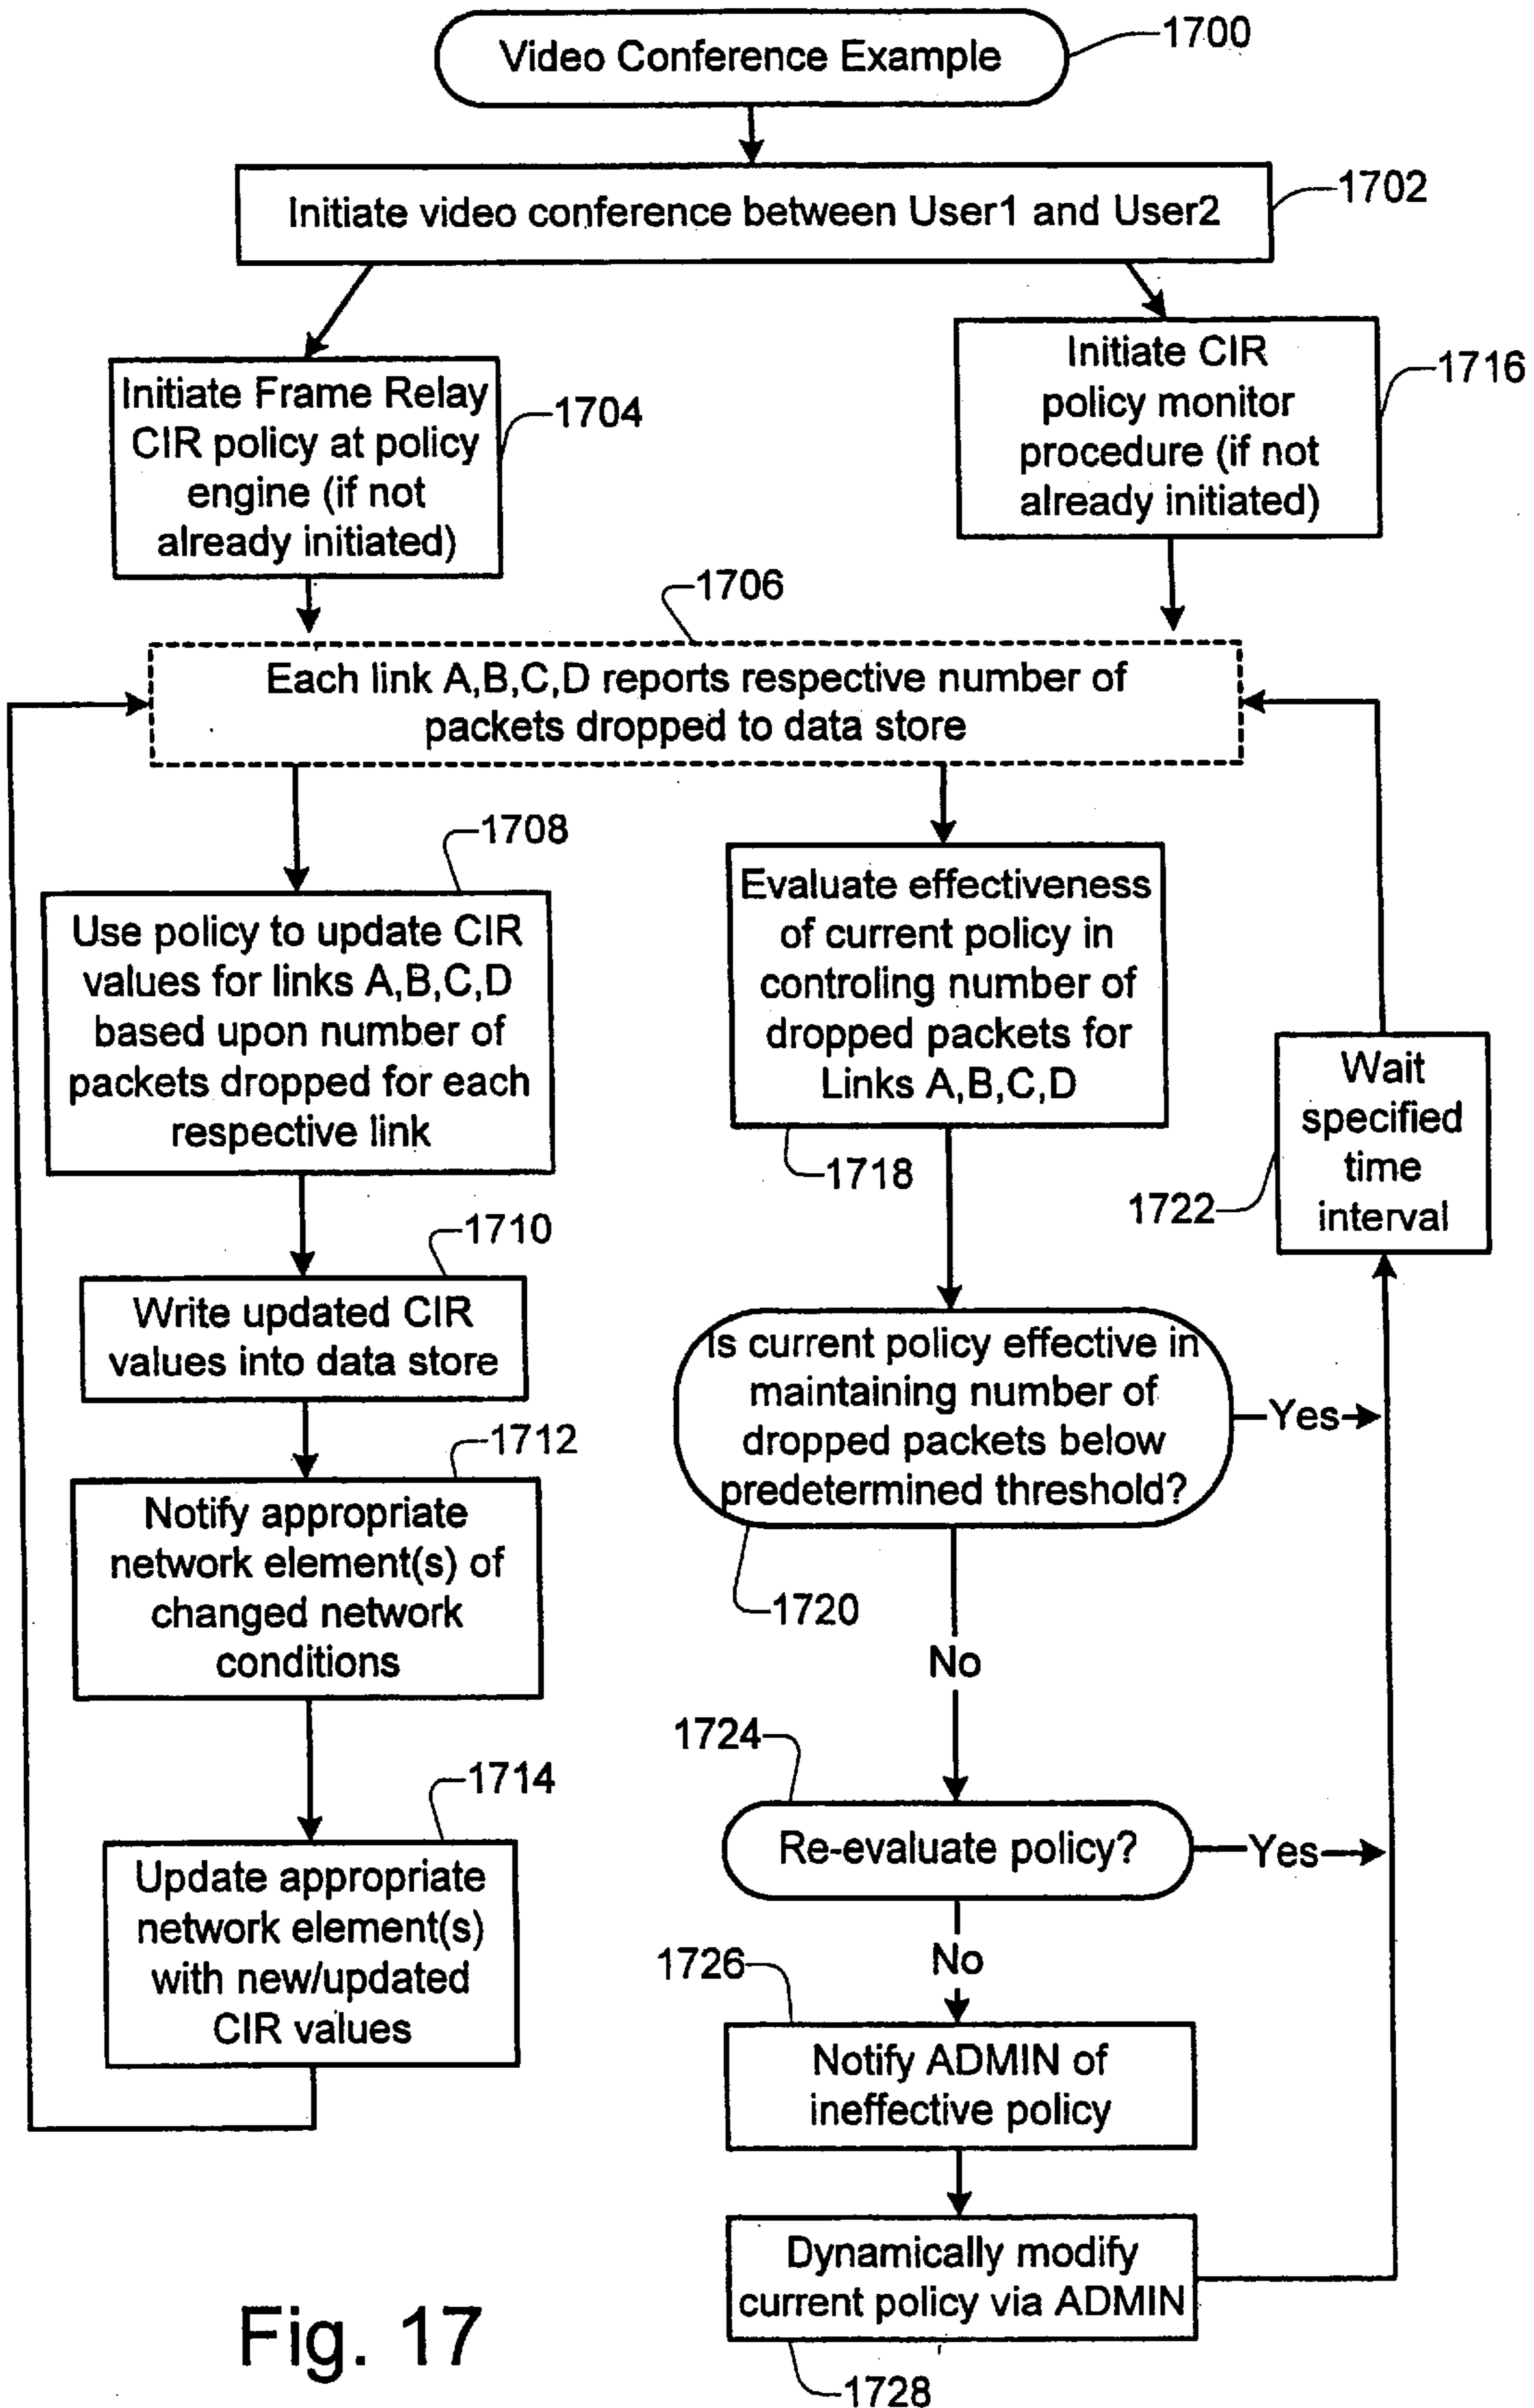 Video Conference Example
1700
Initiate video conference between User1 and User2
1702
Initiate Frame Relay
CIR policy at policy
engine (if not
already initiated)
1704
Initiate CIR
policy monitor
procedure (if not
already initiated)
1716
1706
Each link A,B,C,D reports respective number of
packets dropped to data store
1708
Use policy to update CIR
values for links A,B,C,D
based upon number of
packets dropped for each
respective link
1710
Write updated CIR
values into data store
1712
Notify appropriate
network element(s) of
changed network
conditions
1714
Update appropriate
network element(s)
with new/updated
CIR values
Evaluate effectiveness
of current policy in
controling number of
dropped packets for
Links A,B,C,D
1718
Wait
specified
time
interval
1722
Is current policy effective in
maintaining number of
dropped packets below
predetermined threshold?
Yes
1720
No
1724
Re-evaluate policy?
Yes
No
1726
Notify ADMIN of
ineffective policy
Dynamically modify
current policy via ADMIN
1728
Fig. 17